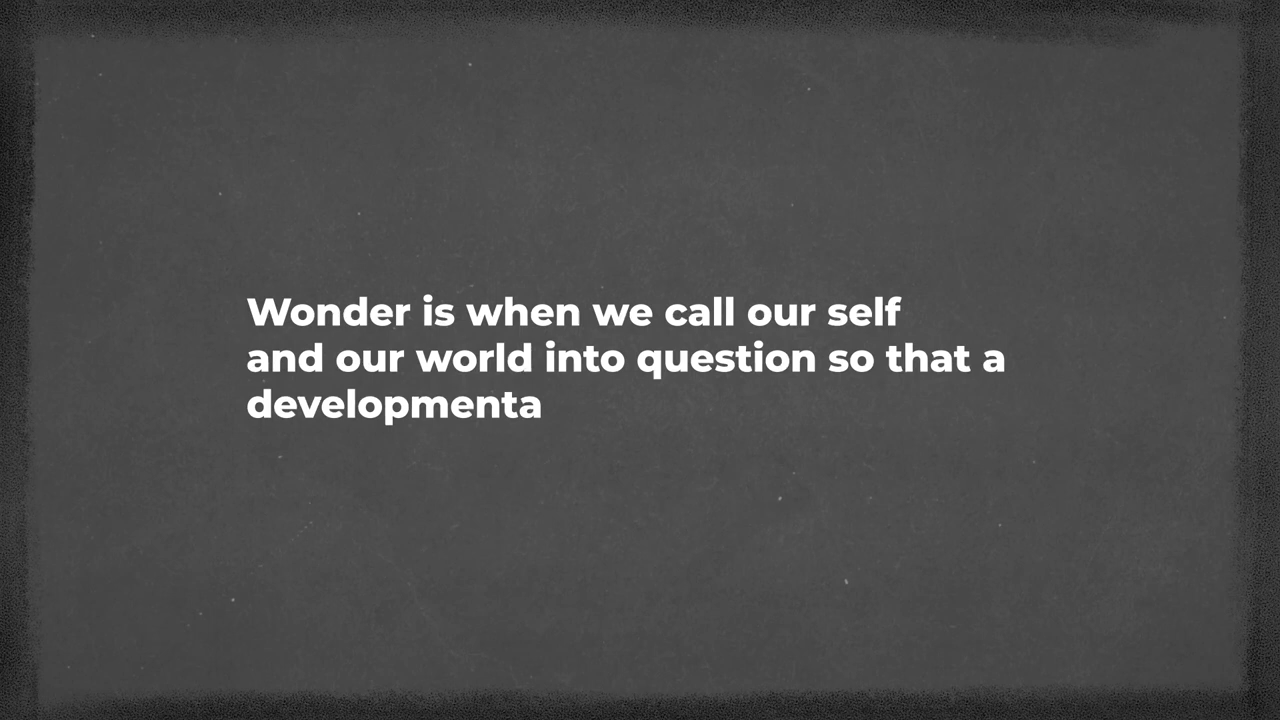 Wonder is when we call our self
and our world into question so that a
developmenta